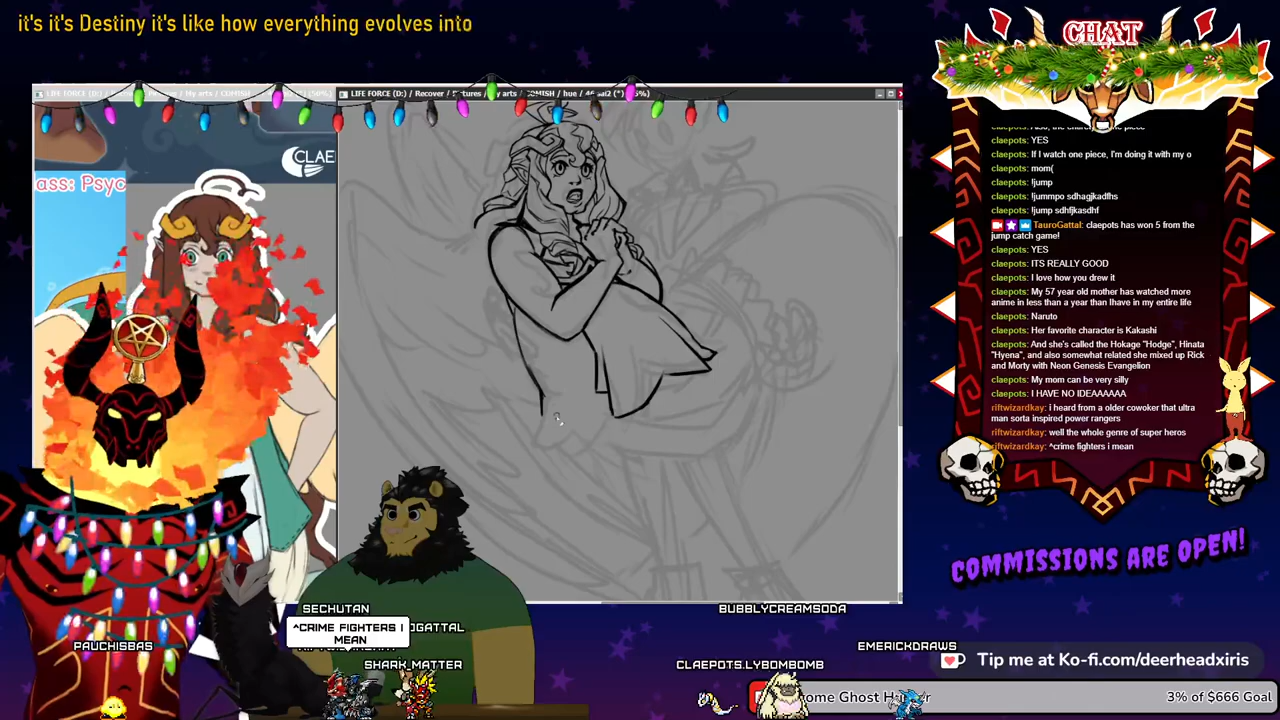 it's it's Destiny it's like how everything evolves into
LIFE FORCE (D:) / Recover / Pictures / My arts / COMISH / hue /
CLAE
ass: Psyc
CHAT
claepots: YES
claepots: If I watch one piece, I'm doing it with my o
claepots: mom(
claepots: !jump
claepots: !jummpo sdhagjkadfhs
claepots: !jump sdhfjkasdhf
TauroGattal: claepots has won 5 from the
jump catch game!
claepots: YES
claepots: ITS REALLY GOOD
claepots: I love how you drew it
claepots: My 57 year old mother has watched more
anime in less than a year than Ihave in my entire life
claepots: Naruto
claepots: Her favorite character is Kakashi
claepots: And she's called the Hokage "Hodge", Hinata
"Hyena", and also somewhat related she mixed up Rick
and Morty with Neon Genesis Evangelion
claepots: My mom can be very silly
claepots: I HAVE NO IDEAAAAAA
riftwizardkay: i heard from a older cowoker that ultra
man sorta inspired power rangers
riftwizardkay: well the whole genre of super heros
riftwizardkay: ^crime fighters i mean
COMMISSIONS ARE OPEN!
SECHUTAN
^CRIME FIGHTERS I
MEAN
OGATTAL
PAUCHISBAS
SHARK_MATTER
BUBBLYCREAMSODA
CLAEPOTS.LYBOMBOMB
EMERICKDRAWS
Tip me at Ko-fi.com/deerheadxiris
ome Ghost H
3% of $666 Goal